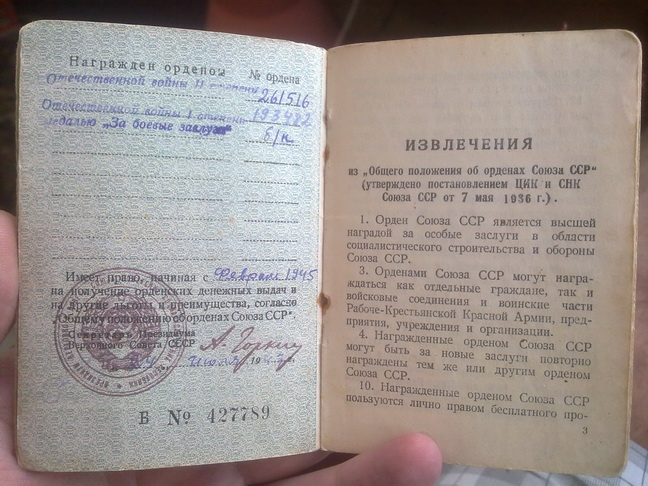 Награжден орденом № ордена
Отечественной войны II степени 261516
Отечественной войны I степени
медалью „За боевые заслуги“ б/н
Имеет право, начиная с Февраля 1945
на получение орденских денежных выдач и
на другие льготы и преимущества, согласно
"Общему положению об орденах Союза ССР".
Секретарь Президиума
Верховного Совета СССР А. Горкин
июля 19
Б № 427789
ИЗВЛЕЧЕНИЯ
из „Общего положения об орденах Союза ССР“
(утверждено постановлением ЦИК и СНК
Союза ССР от 7 мая 1936 г.).
1. Орден Союза ССР является высшей
наградой за особые заслуги в области
социалистического строительства и обороны
Союза ССР.
3. Орденами Союза ССР могут награ-
ждаться как отдельные граждане, так и
войсковые соединения и воинские части
Рабоче-Крестьянской Красной Армии, пред-
приятия, учреждения и организации.
4. Награжденные орденом Союза ССР
могут быть за новые заслуги повторно
награждены тем же или другим орденом
Союза ССР.
10. Награжденные орденом Союза ССР
пользуются лично правом бесплатного про-
3